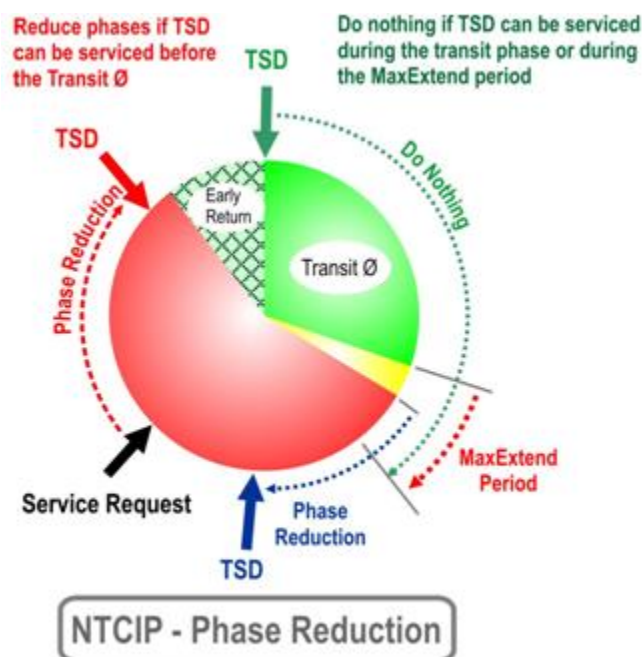 Reduce phases if TSD
can be serviced before
the Transit Ø
Do nothing if TSD can be serviced
during the transit phase or during
the MaxExtend period
TSD
TSD
Early
Return
Do Nothing
Transit Ø
Phase Reduction
MaxExtend
Period
Service Request
Phase
Reduction
TSD
NTCIP - Phase Reduction